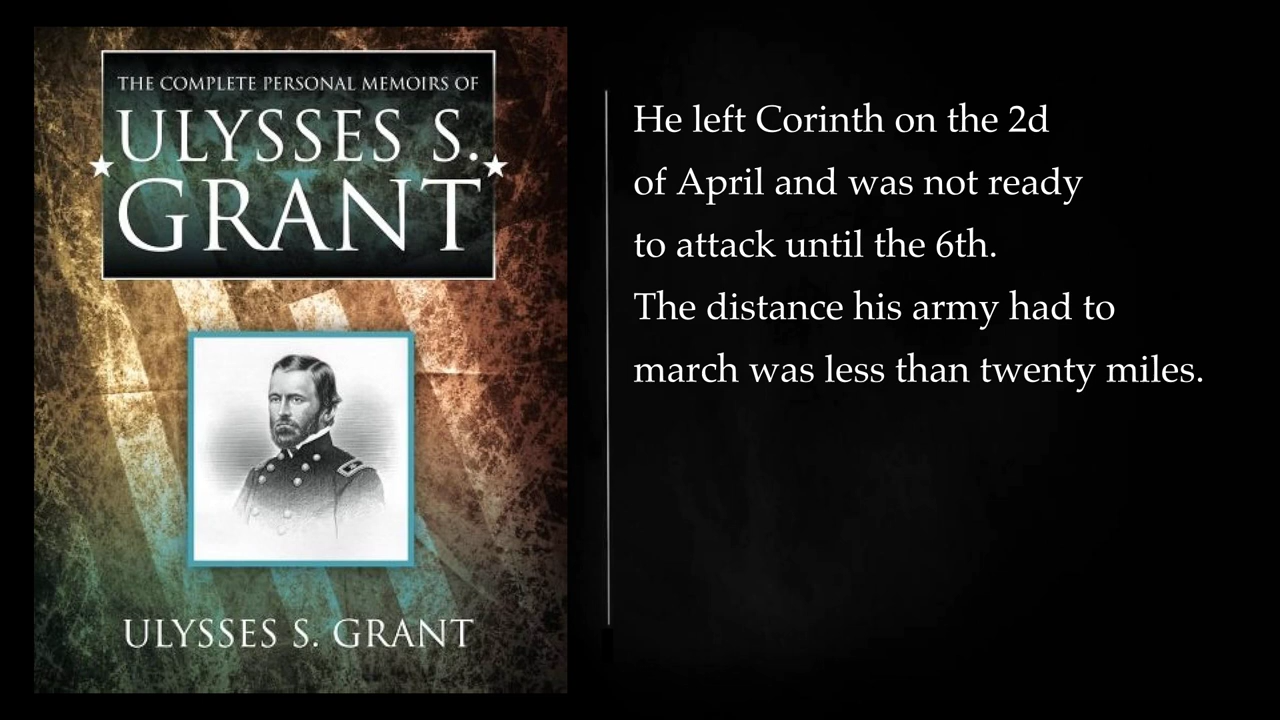 THE COMPLETE PERSONAL MEMOIRS OF
ULYSSES S.
GRANT
ULYSSES S. GRANT
He left Corinth on the 2d
of April and was not ready
to attack until the 6th.
The distance his army had to
march was less than twenty miles.